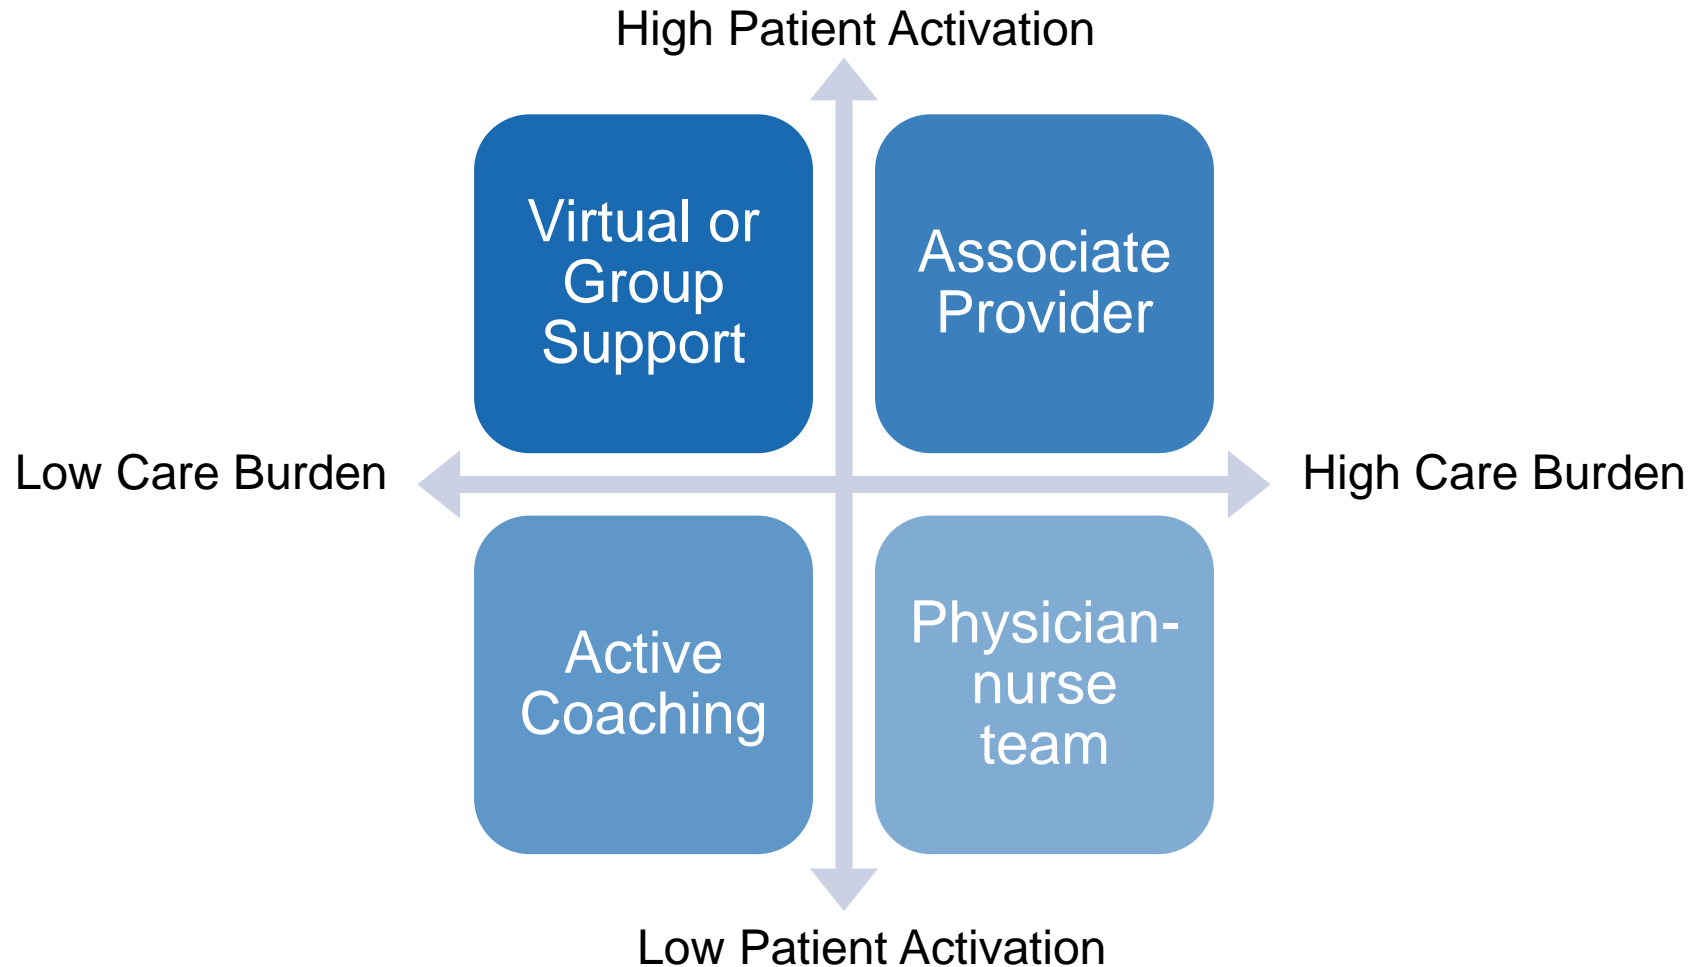 High Patient Activation
Virtual or
Group
Support
Associate
Provider
Low Care Burden
High Care Burden
Active
Coaching
Physician-
nurse
team
Low Patient Activation